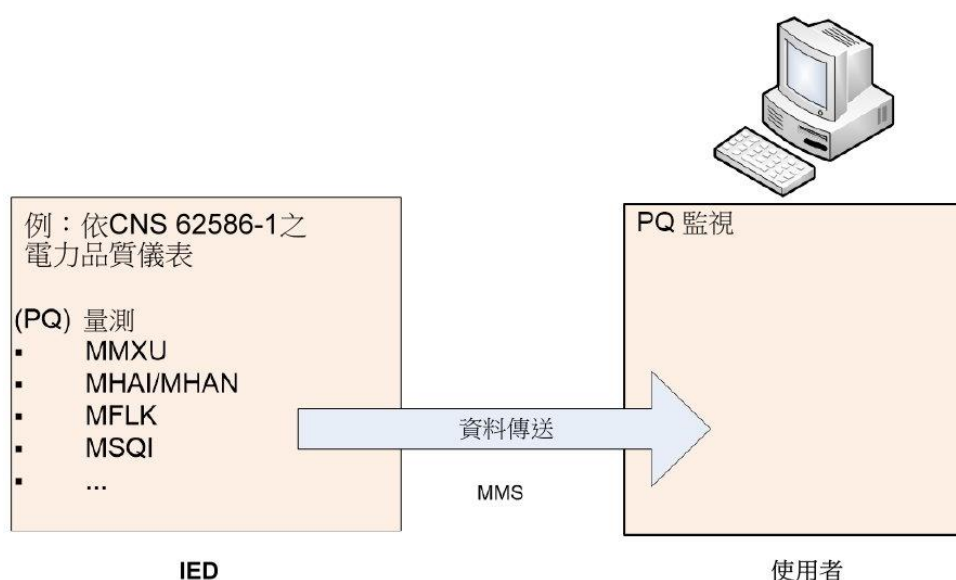 例：依CNS 62586-1之
電力品質儀表
(PQ) 量測
▪ MMXU
▪ MHAI/MHAN
▪ MFLK
▪ MSQI
▪ ...
IED
資料傳送
MMS
PQ 監視
使用者